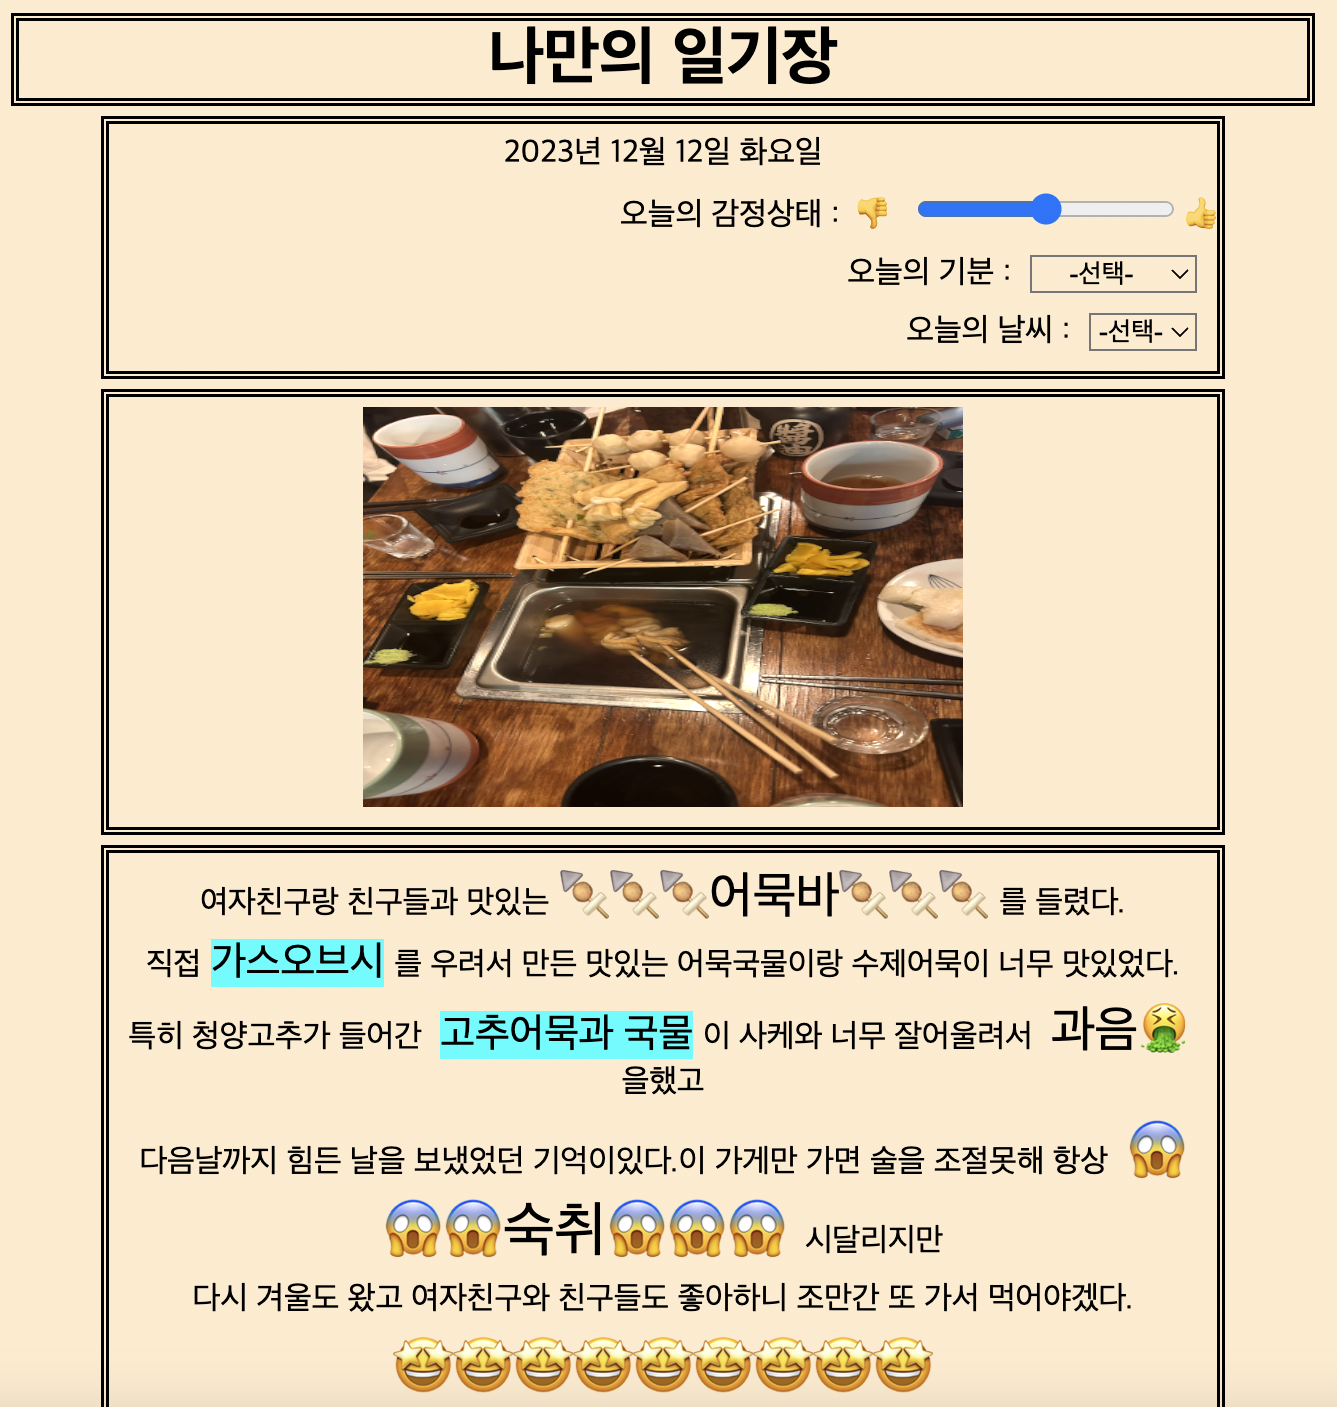 나만의 일기장
2023년 12월 12일 화요일
오늘의 감정상태 : 👎 👍
오늘의 기분 : -선택-
오늘의 날씨 : -선택-
여자친구랑 친구들과 맛있는 🍢🍢🍢어묵바🍢🍢🍢 를 들렸다.
직접 가스오브시 를 우려서 만든 맛있는 어묵국물이랑 수제어묵이 너무 맛있었다.
특히 청양고추가 들어간 고추어묵과 국물 이 사케와 너무 잘어울려서 과음🤮
을했고
다음날까지 힘든 날을 보냈었던 기억이있다.이 가게만 가면 술을 조절못해 항상 😱
😱😱숙취😱😱😱 시달리지만
다시 겨울도 왔고 여자친구와 친구들도 좋아하니 조만간 또 가서 먹어야겠다.
🤩🤩🤩🤩🤩🤩🤩🤩🤩